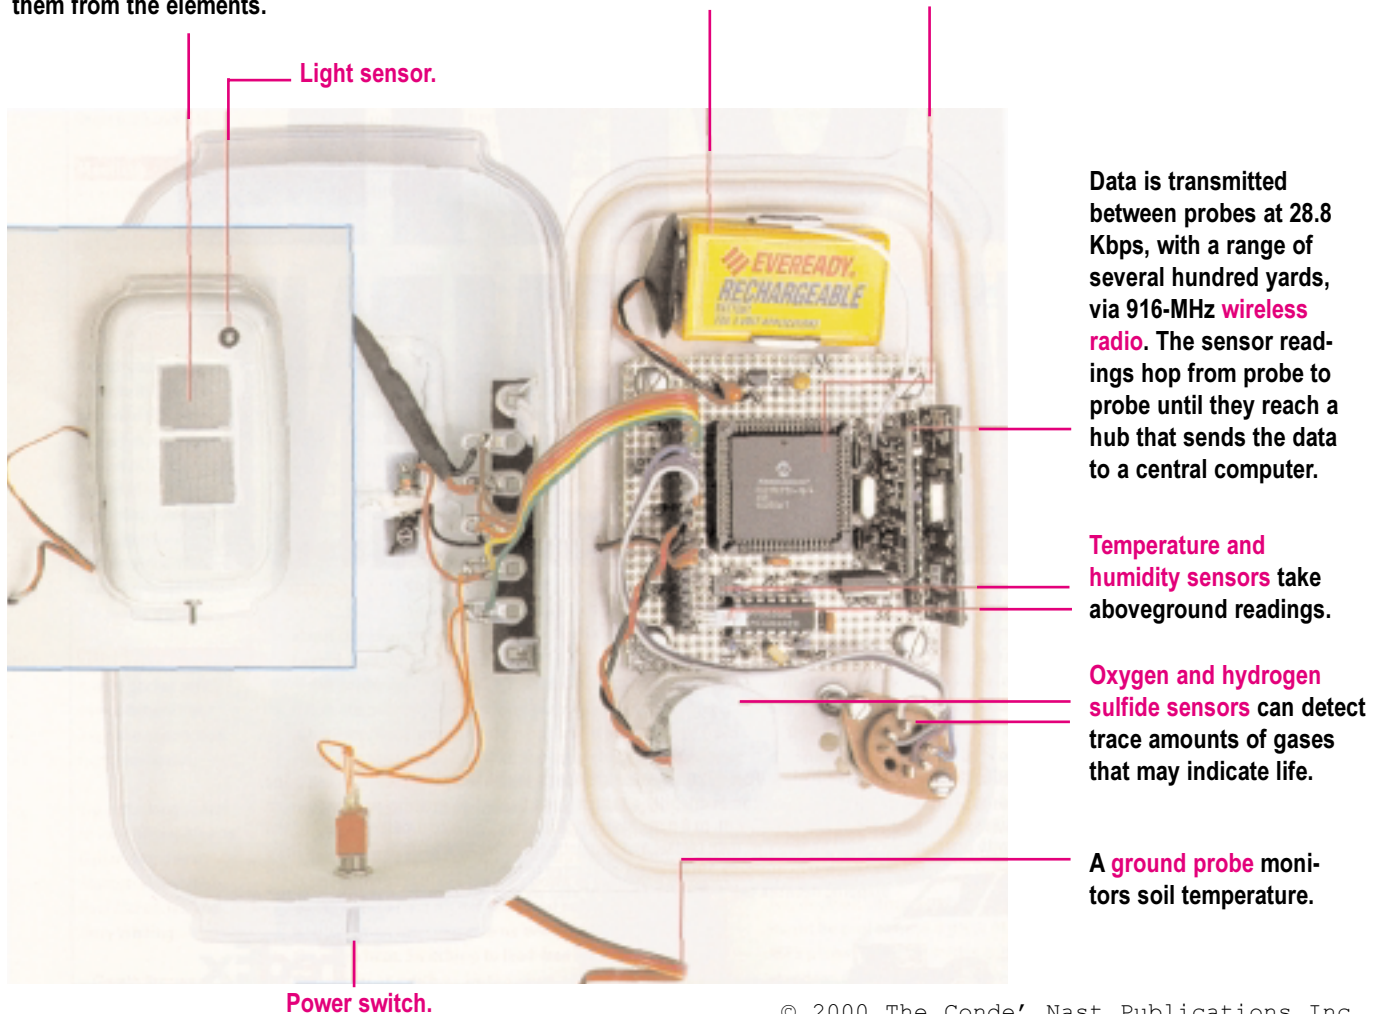 them from the elements.
Light sensor.
EVEREADY.
RECHARGEABLE
BATTERY
Data is transmitted
between probes at 28.8
Kbps, with a range of
several hundred yards,
via 916-MHz wireless
radio. The sensor read-
ings hop from probe to
probe until they reach a
hub that sends the data
to a central computer.
Temperature and
humidity sensors take
aboveground readings.
Oxygen and hydrogen
sulfide sensors can detect
trace amounts of gases
that may indicate life.
A ground probe moni-
tors soil temperature.
Power switch.
© 2000 The Conde' Nast Publications Inc